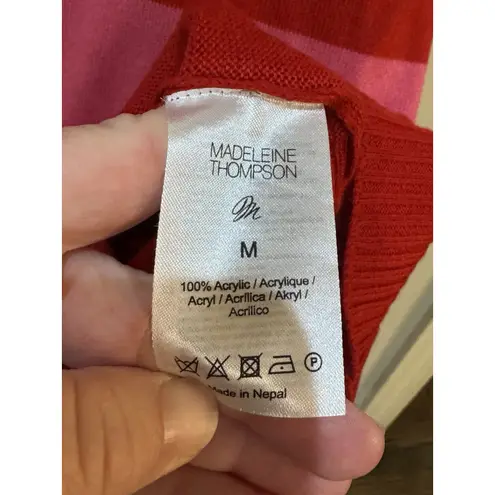 MADELEINE
THOMPSON
M
100% Acrylic / Acrylique /
Acryl / Acrílica / Akryl /
Acrilico
P
Made in Nepal